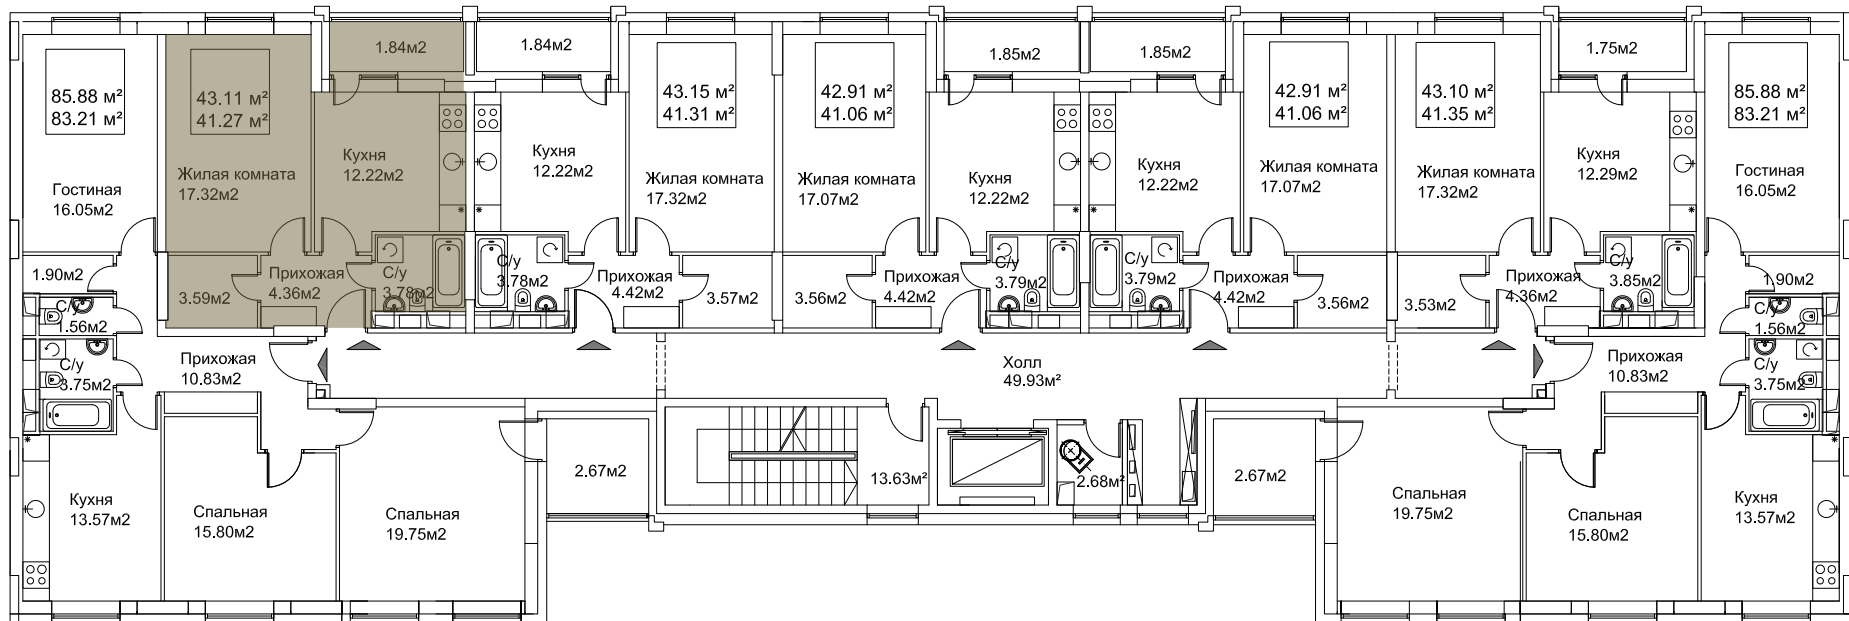 1.84м2
1.84м2
1.85м2
1.85м2
1.75м2
85.88 м²
83.21 м²
43.11 м²
41.27 м²
43.15 м²
41.31 м²
42.91 м²
41.06 м²
42.91 м²
41.06 м²
43.10 м²
41.35 м²
85.88 м²
83.21 м²
Гостиная
16.05м2
Жилая комната
17.32м2
Кухня
12.22м2
Кухня
12.22м2
Жилая комната
17.32м2
Жилая комната
17.07м2
Кухня
12.22м2
Кухня
12.22м2
Жилая комната
17.07м2
Жилая комната
17.32м2
Кухня
12.29м2
Гостиная
16.05м2
1.90м2
3.59м2
Прихожая
4.36м2
С/у
3.78м2
С/у
3.78м2
Прихожая
4.42м2
3.57м2
3.56м2
Прихожая
4.42м2
С/у
3.79м2
С/у
3.79м2
Прихожая
4.42м2
3.56м2
3.53м2
Прихожая
4.36м2
С/у
3.85м2
1.90м2
С/у
1.56м2
С/у
1.56м2
С/у
3.75м2
Прихожая
10.83м2
Холл
49.93м²
Прихожая
10.83м2
С/у
3.75м2
Кухня
13.57м2
Спальная
15.80м2
Спальная
19.75м2
2.67м2
13.63м²
2.68м²
2.67м2
Спальная
19.75м2
Спальная
15.80м2
Кухня
13.57м2